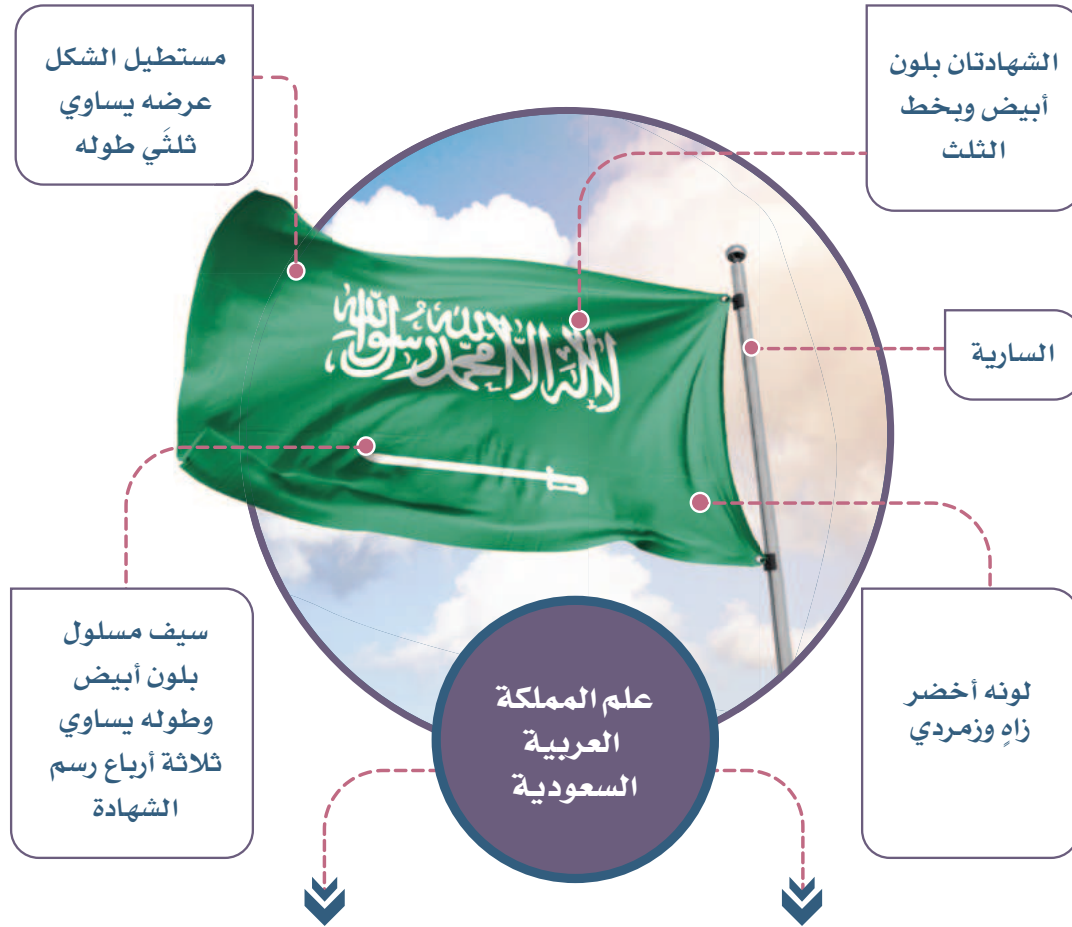 الشهادتان بلون
أبيض وبخط
الثلث
مستطيل الشكل
عرضه يساوي
ثلثَي طوله
لا إله إلا الله محمد رسول الله
السارية
لونه أخضر
زاهٍ وزمردي
سيف مسلول
بلون أبيض
وطوله يساوي
ثلاثة أرباع رسم
الشهادة
علم المملكة
العربية
السعودية